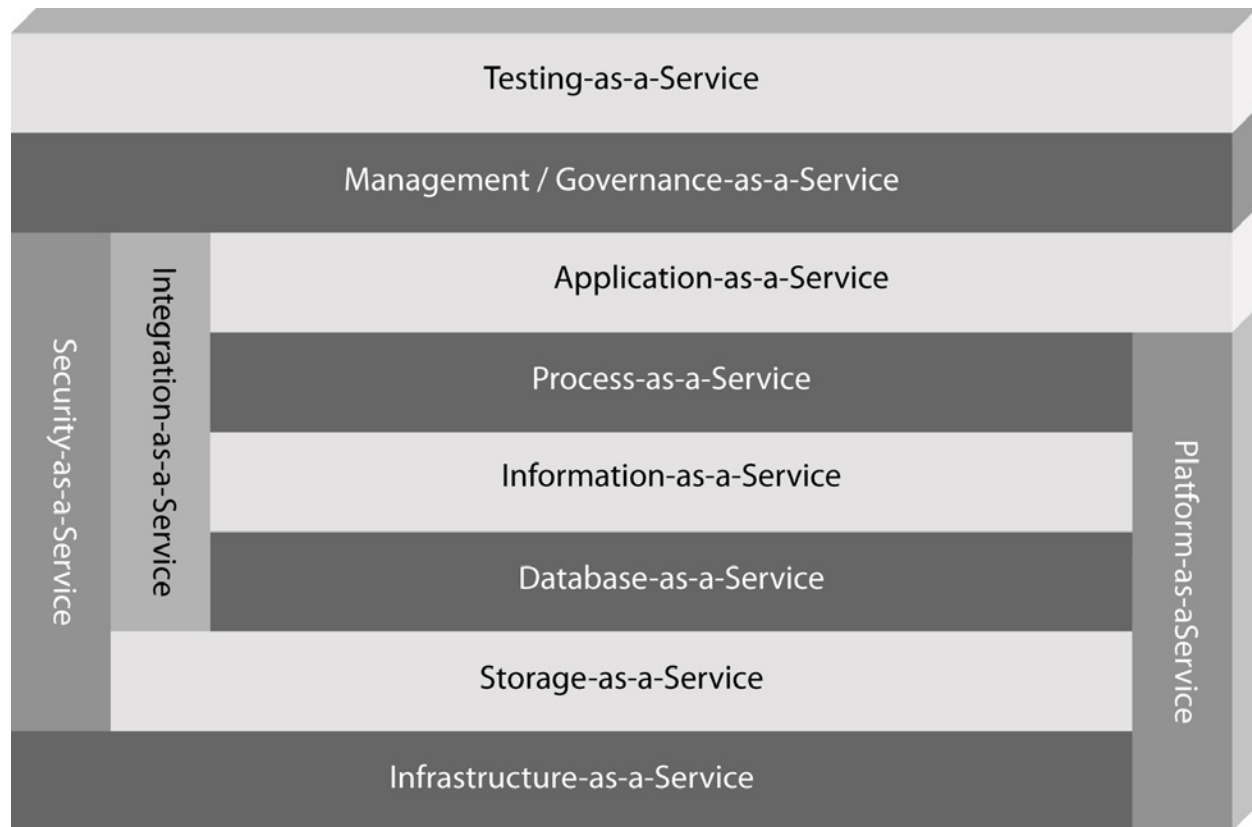 Testing-as-a-Service
Management / Governance-as-a-Service
Security-as-a-Service
Integration-as-a-Service
Application-as-a-Service
Process-as-a-Service
Information-as-a-Service
Database-as-a-Service
Storage-as-a-Service
Platform-as-aService
Infrastructure-as-a-Service